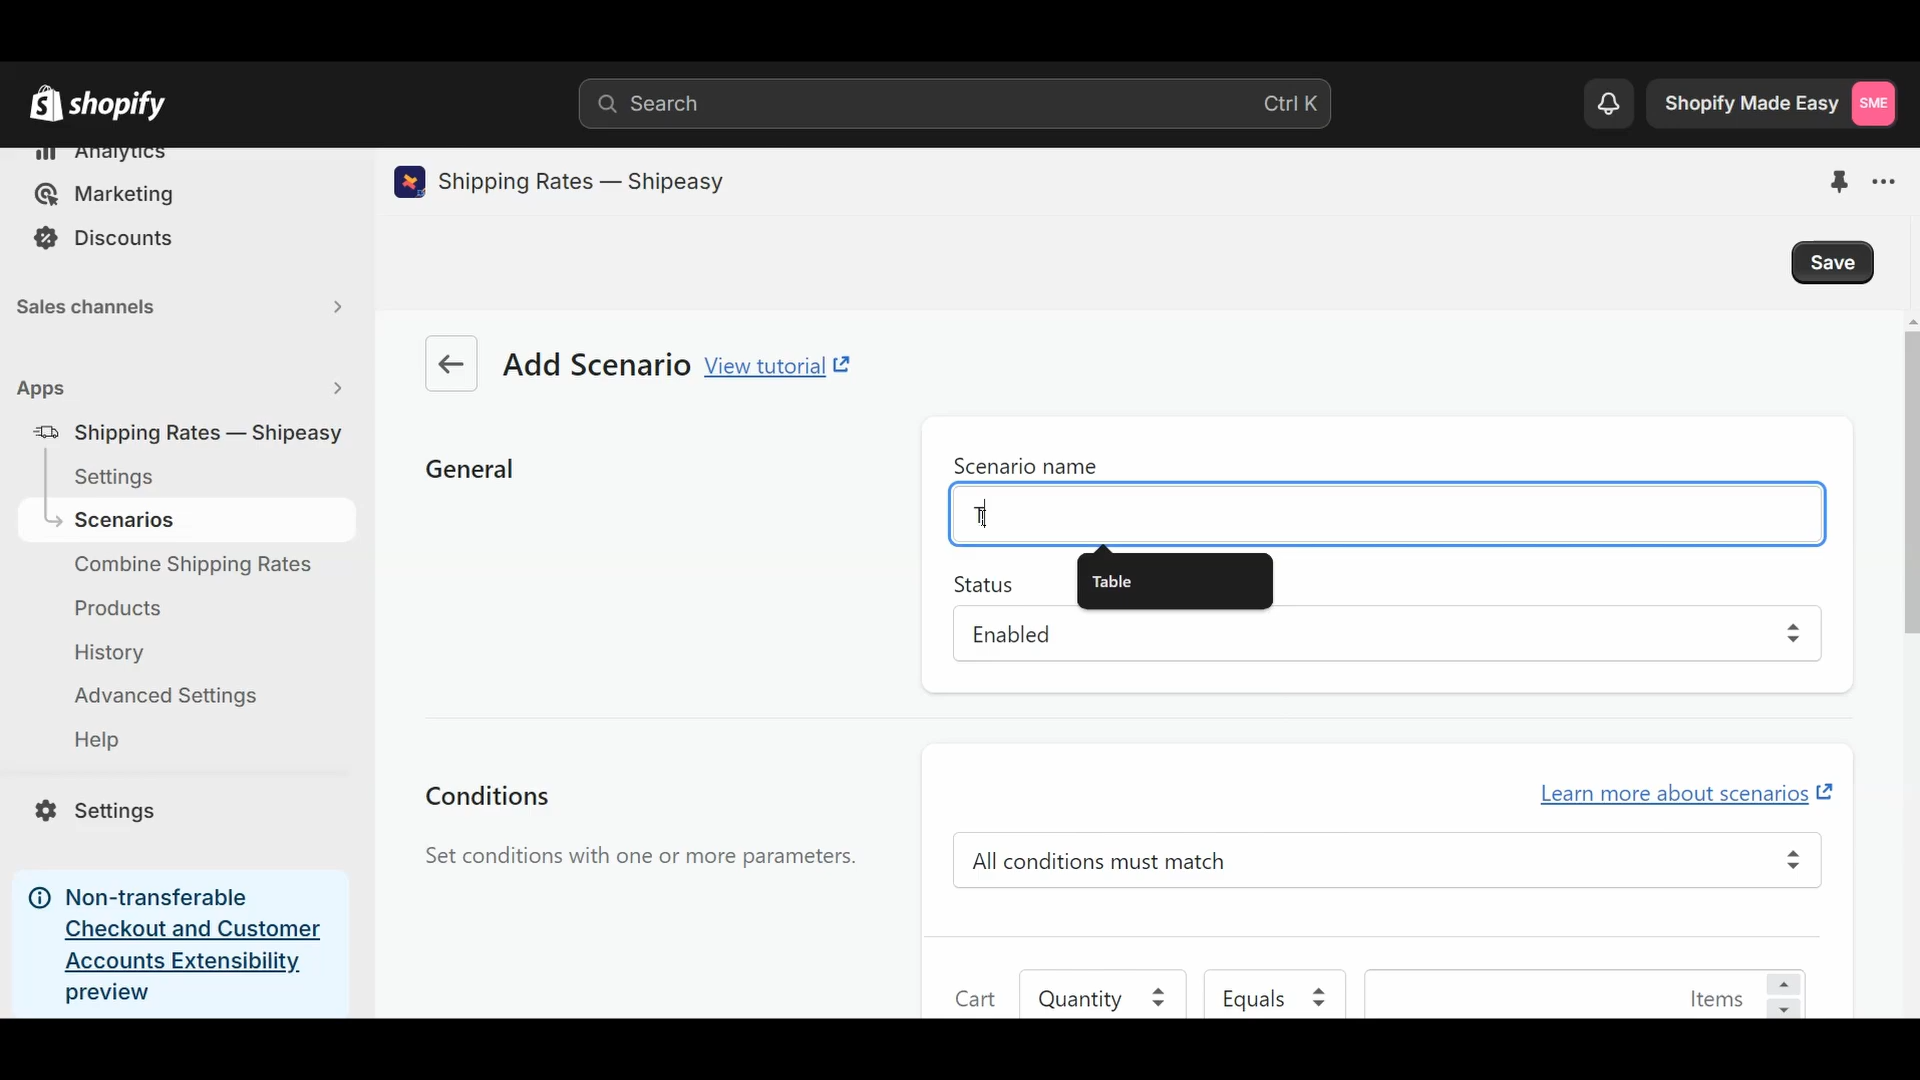 shopify
Search
Ctrl K
Shopify Made Easy
SME
Analytics
Marketing
Discounts
Sales channels
Apps
Shipping Rates — Shipeasy
Settings
Scenarios
Combine Shipping Rates
Products
History
Advanced Settings
Help
Settings
Non-transferable
Checkout and Customer
Accounts Extensibility
preview
Shipping Rates — Shipeasy
Save
Add Scenario View tutorial
General
Scenario name
T
Table
Status
Enabled
Conditions
Set conditions with one or more parameters.
Learn more about scenarios
All conditions must match
Cart Quantity Equals Items